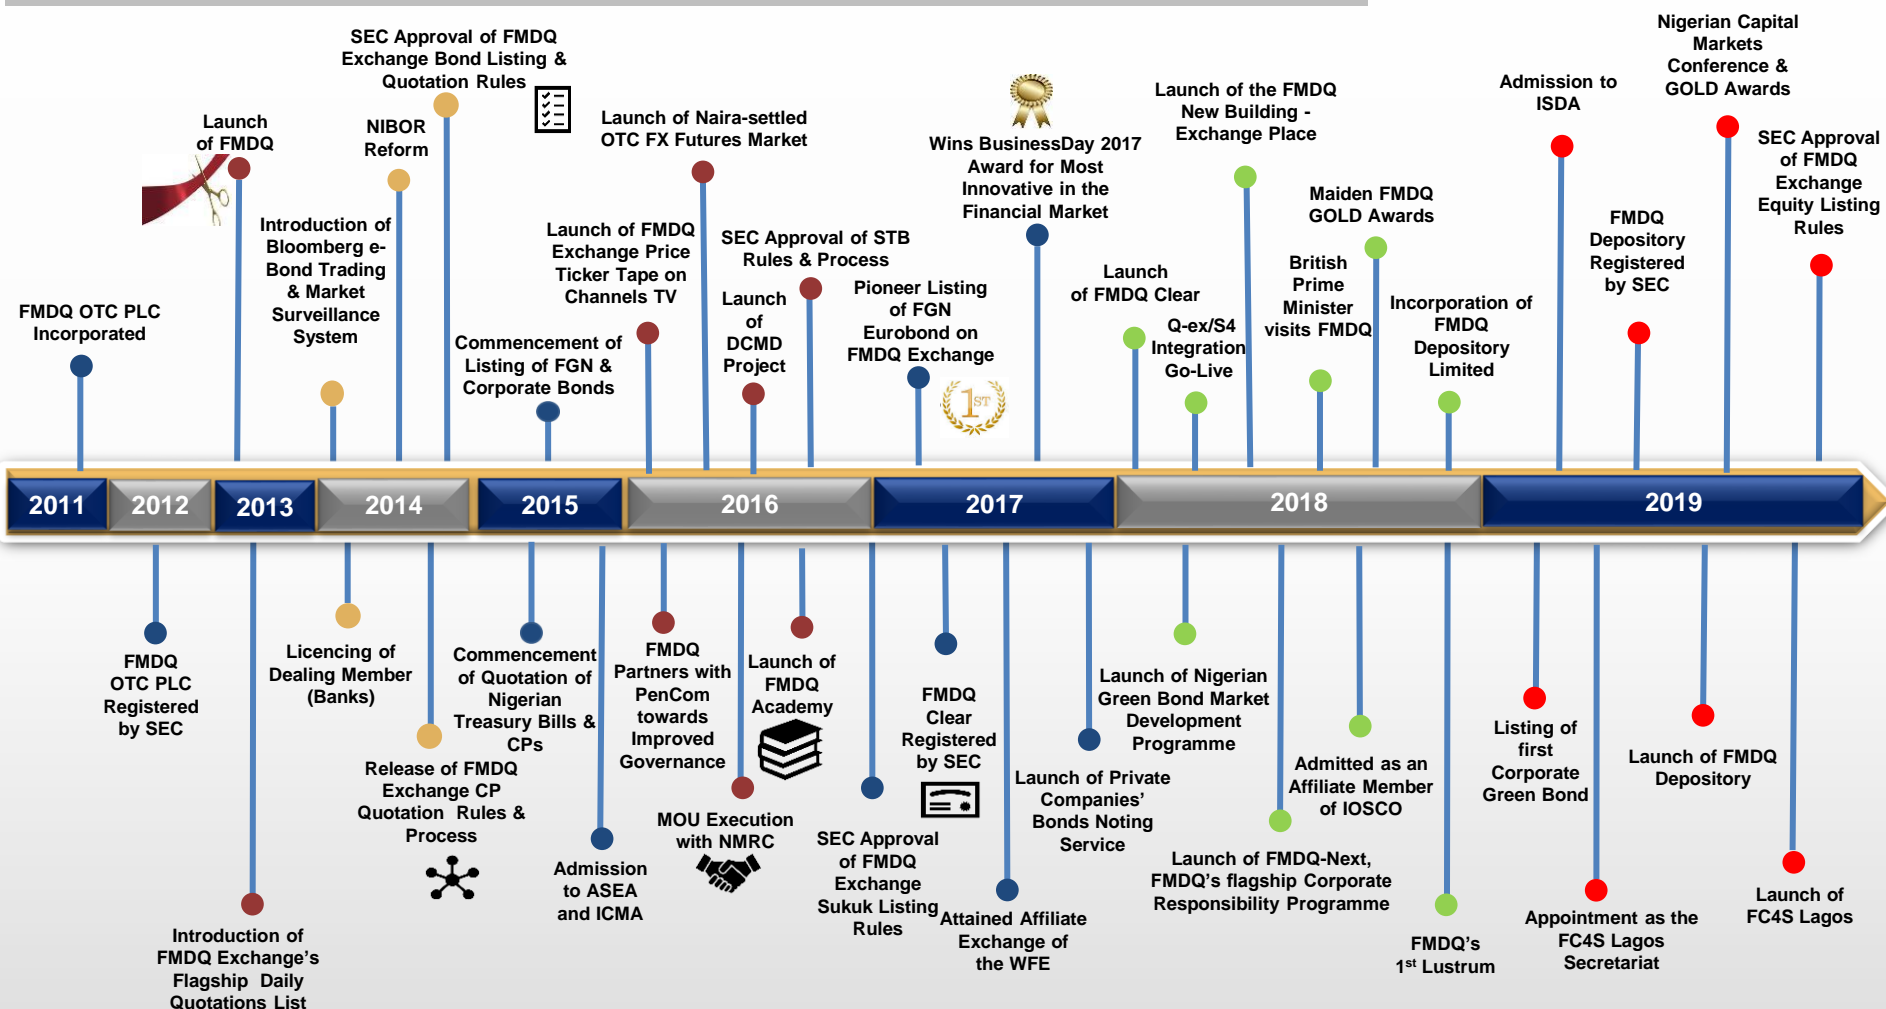 FMDQ OTC PLC
Incorporated
Launch
of FMDQ
Introduction of
Bloomberg e-
Bond Trading
& Market
Surveillance
System
NIBOR
Reform
SEC Approval of FMDQ
Exchange Bond Listing &
Quotation Rules
Commencement of
Listing of FGN &
Corporate Bonds
Launch of FMDQ
Exchange Price
Ticker Tape on
Channels TV
Launch of Naira-settled
OTC FX Futures Market
Launch
of
DCMD
Project
SEC Approval of STB
Rules & Process
Pioneer Listing
of FGN
Eurobond on
FMDQ Exchange
1ST
Wins BusinessDay 2017
Award for Most
Innovative in the
Financial Market
Launch
of FMDQ Clear
Q-ex/S4
Integration
Go-Live
Launch of the FMDQ
New Building -
Exchange Place
British
Prime
Minister
visits FMDQ
Maiden FMDQ
GOLD Awards
Incorporation of
FMDQ
Depository
Limited
Admission to
ISDA
FMDQ
Depository
Registered
by SEC
Nigerian Capital
Markets
Conference &
GOLD Awards
SEC Approval
of FMDQ
Exchange
Equity Listing
Rules
2011
2012
2013
2014
2015
2016
2017
2018
2019
FMDQ
OTC PLC
Registered
by SEC
Introduction of
FMDQ Exchange's
Flagship Daily
Quotations List
Licencing of
Dealing Member
(Banks)
Release of FMDQ
Exchange CP
Quotation Rules &
Process
Commencement
of Quotation of
Nigerian
Treasury Bills &
CPs
Admission
to ASEA
and ICMA
FMDQ
Partners with
PenCom
towards
Improved
Governance
MOU Execution
with NMRC
Launch of
FMDQ
Academy
SEC Approval
of FMDQ
Exchange
Sukuk Listing
Rules
FMDQ
Clear
Registered
by SEC
Attained Affiliate
Exchange of
the WFE
Launch of Private
Companies'
Bonds Noting
Service
Launch of Nigerian
Green Bond Market
Development
Programme
Launch of FMDQ-Next,
FMDQ's flagship Corporate
Responsibility Programme
Admitted as an
Affiliate Member
of IOSCO
FMDQ's
1st Lustrum
Listing of
first
Corporate
Green Bond
Appointment as the
FC4S Lagos
Secretariat
Launch of FMDQ
Depository
Launch of
FC4S Lagos